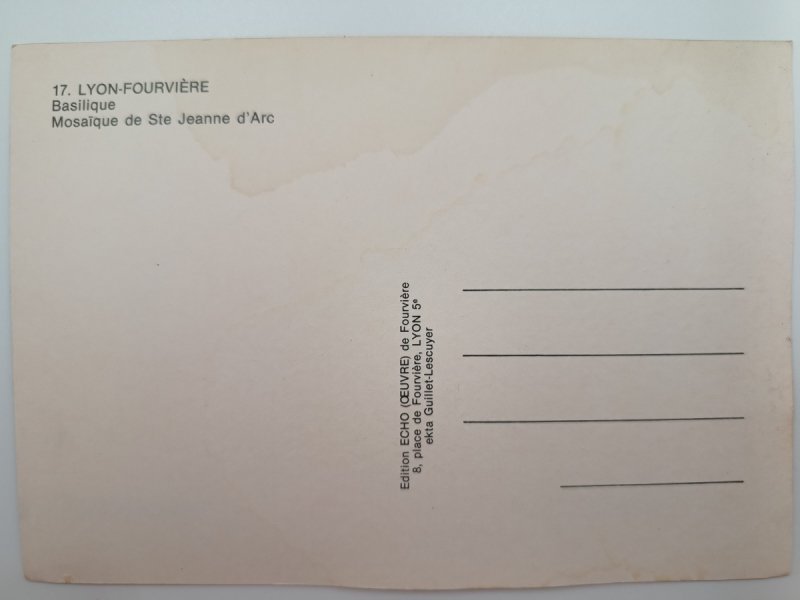 17. LYON-FOURVIÈRE
Basilique
Mosaïque de Ste Jeanne d'Arc
Edition ECHO (ŒUVRE) de Fourvière
8, place de Fourvière, LYON 5e
ekta Guillet-Lescuyer